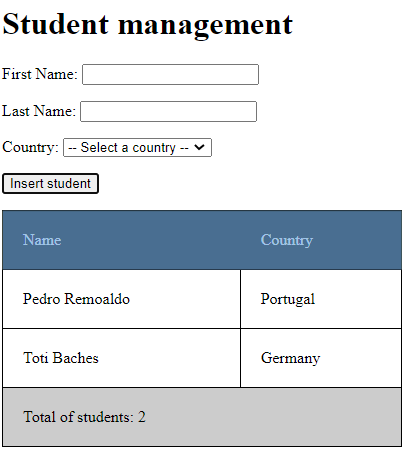 Student management
First Name:
Last Name:
Country: -- Select a country --
Insert student
Name Country
Pedro Remoaldo Portugal
Toti Baches Germany
Total of students: 2